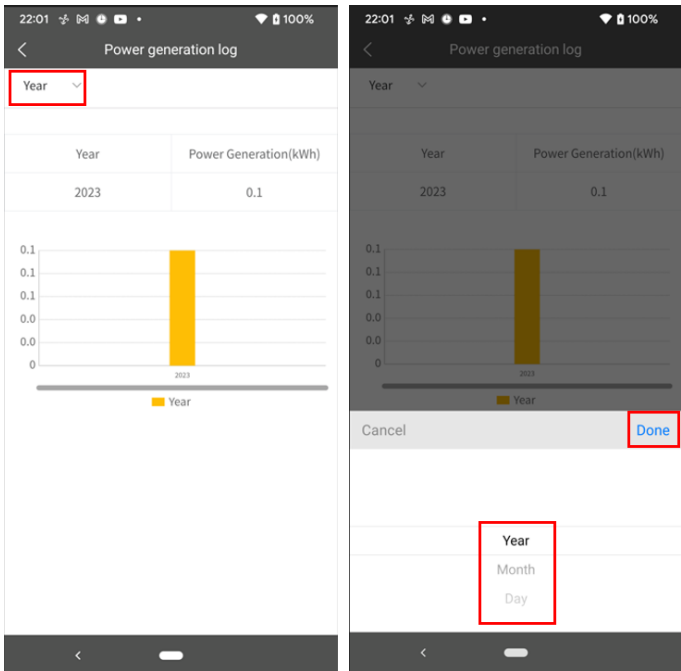 22:01
100%
Power generation log
Year
Year Power Generation(kWh)
2023 0.1
0.1
0.1
0.1
0.0
0.0
0
2023
Year
22:01
100%
Power generation log
Year
Year Power Generation(kWh)
2023 0.1
0.1
0.1
0.1
0.0
0.0
0
2023
Year
Cancel Done
Year
Month
Day